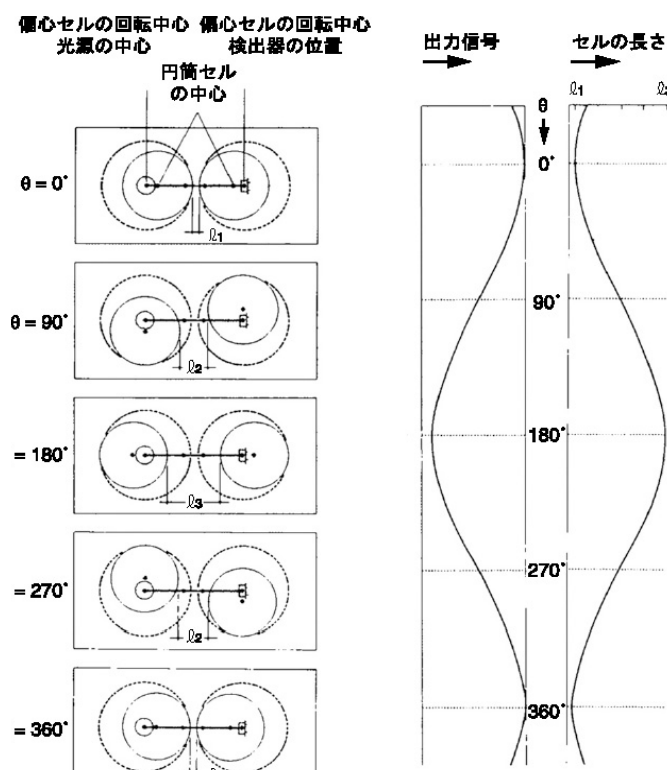 偏心セルの回転中心 偏心セルの回転中心
光源の中心 検出器の位置
円筒セル
の中心
θ = 0°
ℓ1
θ = 90°
ℓ2
= 180°
ℓ3
= 270°
ℓ2
= 360°
出力信号 セルの長さ
ℓ1
θ
0°
90°
180°
270°
360°